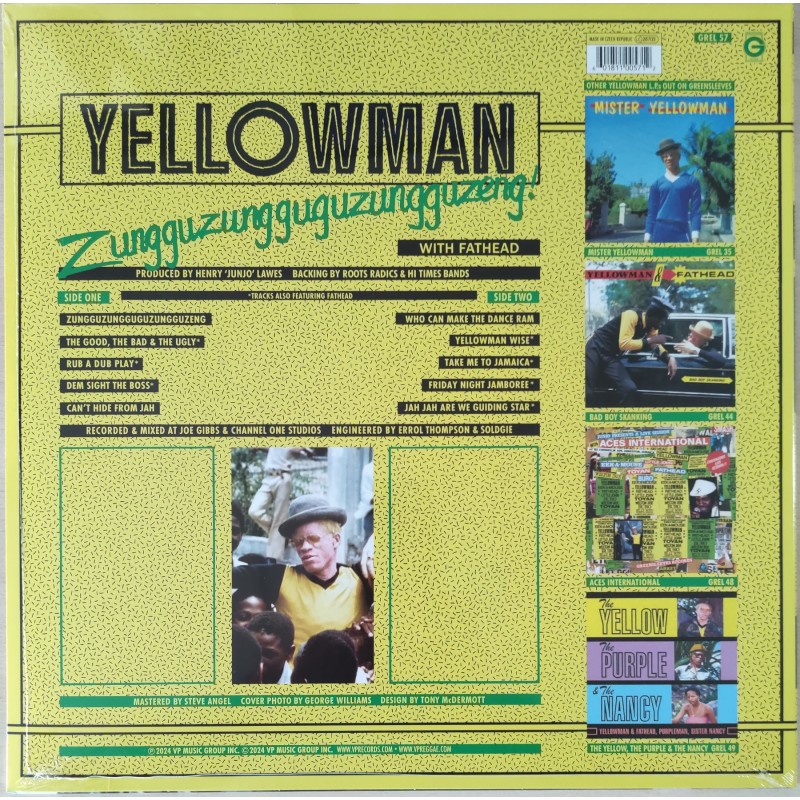 MADE IN CZECH REPUBLIC
GREL 57
G
OTHER YELLOWMAN L.P.s OUT ON GREENSLEEVES
"MISTER" YELLOWMAN
MISTER YELLOWMAN GREL 35
YELLOWMAN & FATHEAD
BAD BOY SKANKING
BAD BOY SKANKING GREL 44
ACES INTERNATIONAL
ACES INTERNATIONAL GREL 48
The YELLOW
The PURPLE
& The NANCY
YELLOWMAN & FATHEAD, PURPLEMAN, SISTER NANCY
THE YELLOW, THE PURPLE & THE NANCY GREL 49
YELLOWMAN
Zungguzungguguzungguzeng!
WITH FATHEAD
PRODUCED BY HENRY 'JUNJO' LAWES BACKING BY ROOTS RADICS & HI TIMES BANDS
SIDE ONE *TRACKS ALSO FEATURING FATHEAD SIDE TWO
ZUNGGUZUNGGUGUZUNGGUZENG WHO CAN MAKE THE DANCE RAM
THE GOOD, THE BAD & THE UGLY* YELLOWMAN WISE*
RUB A DUB PLAY* TAKE ME TO JAMAICA*
DEM SIGHT THE BOSS* FRIDAY NIGHT JAMBOREE*
CAN'T HIDE FROM JAH JAH JAH ARE WE GUIDING STAR*
RECORDED & MIXED AT JOE GIBBS & CHANNEL ONE STUDIOS ENGINEERED BY ERROL THOMPSON & SOLDGIE
MASTERED BY STEVE ANGEL COVER PHOTO BY GEORGE WILLIAMS DESIGN BY TONY McDERMOTT
℗ 2024 VP MUSIC GROUP INC. © 2024 VP MUSIC GROUP INC. WWW.VPRECORDS.COM • WWW.VPREGGAE.COM